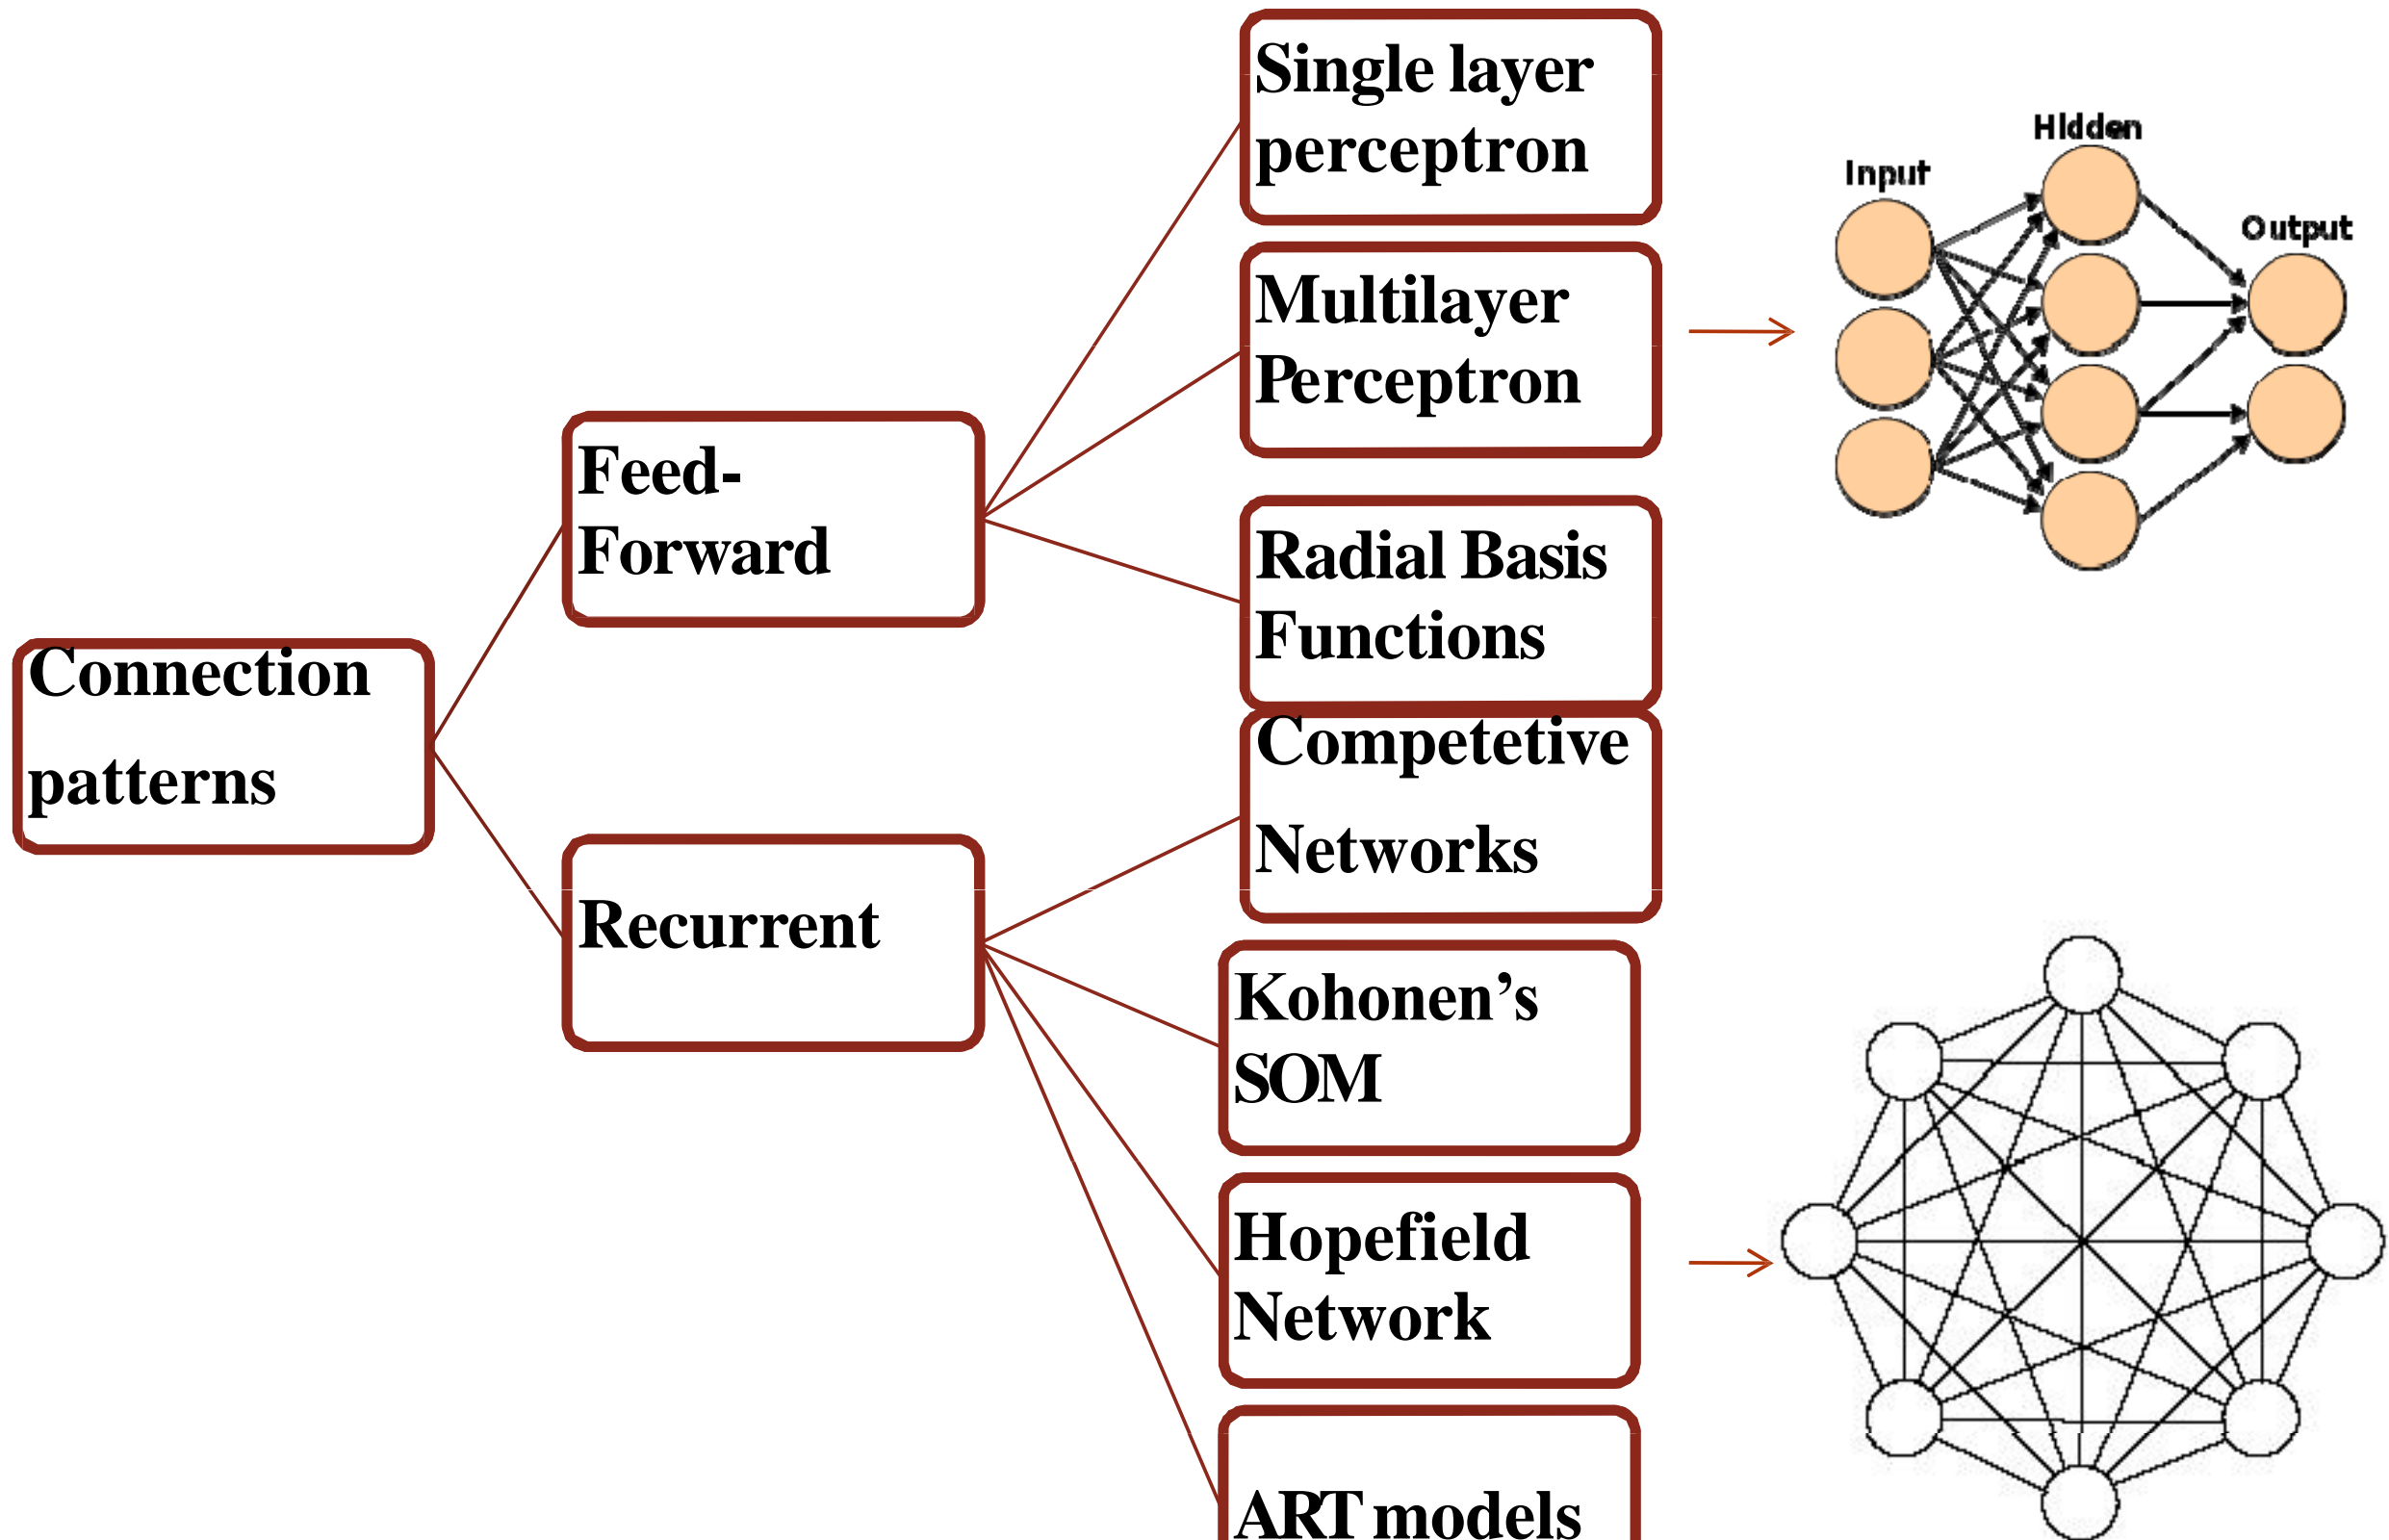 Connection
patterns
Feed-
Forward
Recurrent
Single layer
perceptron
Multilayer
Perceptron
Radial Basis
Functions
Competetive
Networks
Kohonen’s
SOM
Hopefield
Network
ART models
Input
Hidden
Output